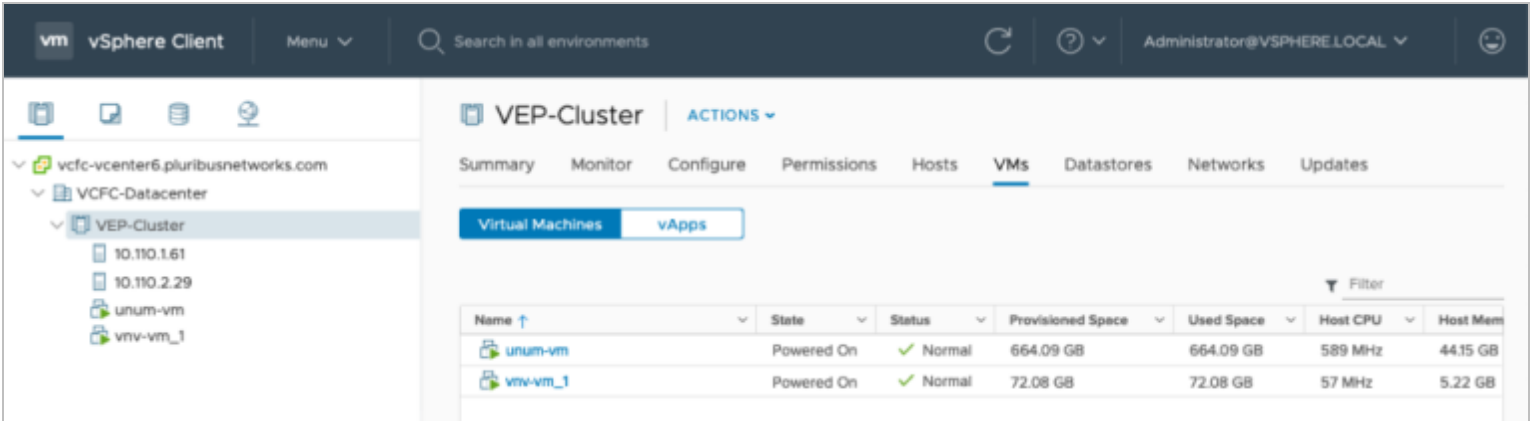 vm vSphere Client Menu Search in all environments Administrator@VSPHERE.LOCAL
VEP-Cluster ACTIONS
Summary Monitor Configure Permissions Hosts VMs Datastores Networks Updates
vcfc-vcenter6.pluribusnetworks.com
VCFC-Datacenter
VEP-Cluster
10.110.1.61
10.110.2.29
unum-vm
vnv-vm_1
Virtual Machines vApps
Filter
Name State Status Provisioned Space Used Space Host CPU Host Mem
unum-vm Powered On Normal 664.09 GB 664.09 GB 589 MHz 44.15 GB
vnv-vm_1 Powered On Normal 72.08 GB 72.08 GB 57 MHz 5.22 GB